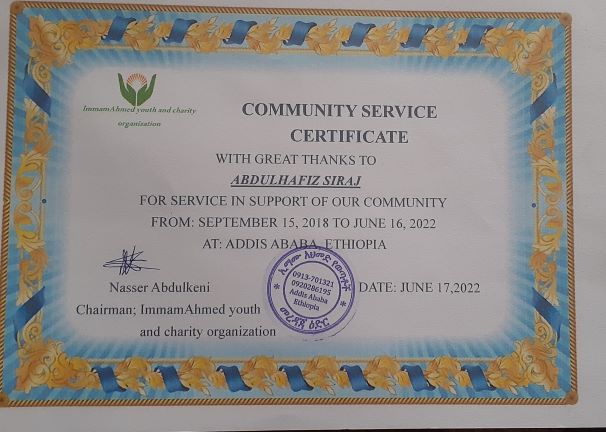 ImmamAhmed youth and charity
organization
COMMUNITY SERVICE
CERTIFICATE
WITH GREAT THANKS TO
ABDULHAFIZ SIRAJ
FOR SERVICE IN SUPPORT OF OUR COMMUNITY
FROM: SEPTEMBER 15, 2018 TO JUNE 16, 2022
AT: ADDIS ABABA, ETHIOPIA
0913-701321
0920286195
Addis Ababa
Ethiopia
Nasser Abdulkeni
DATE: JUNE 17,2022
Chairman; ImmamAhmed youth
and charity organization